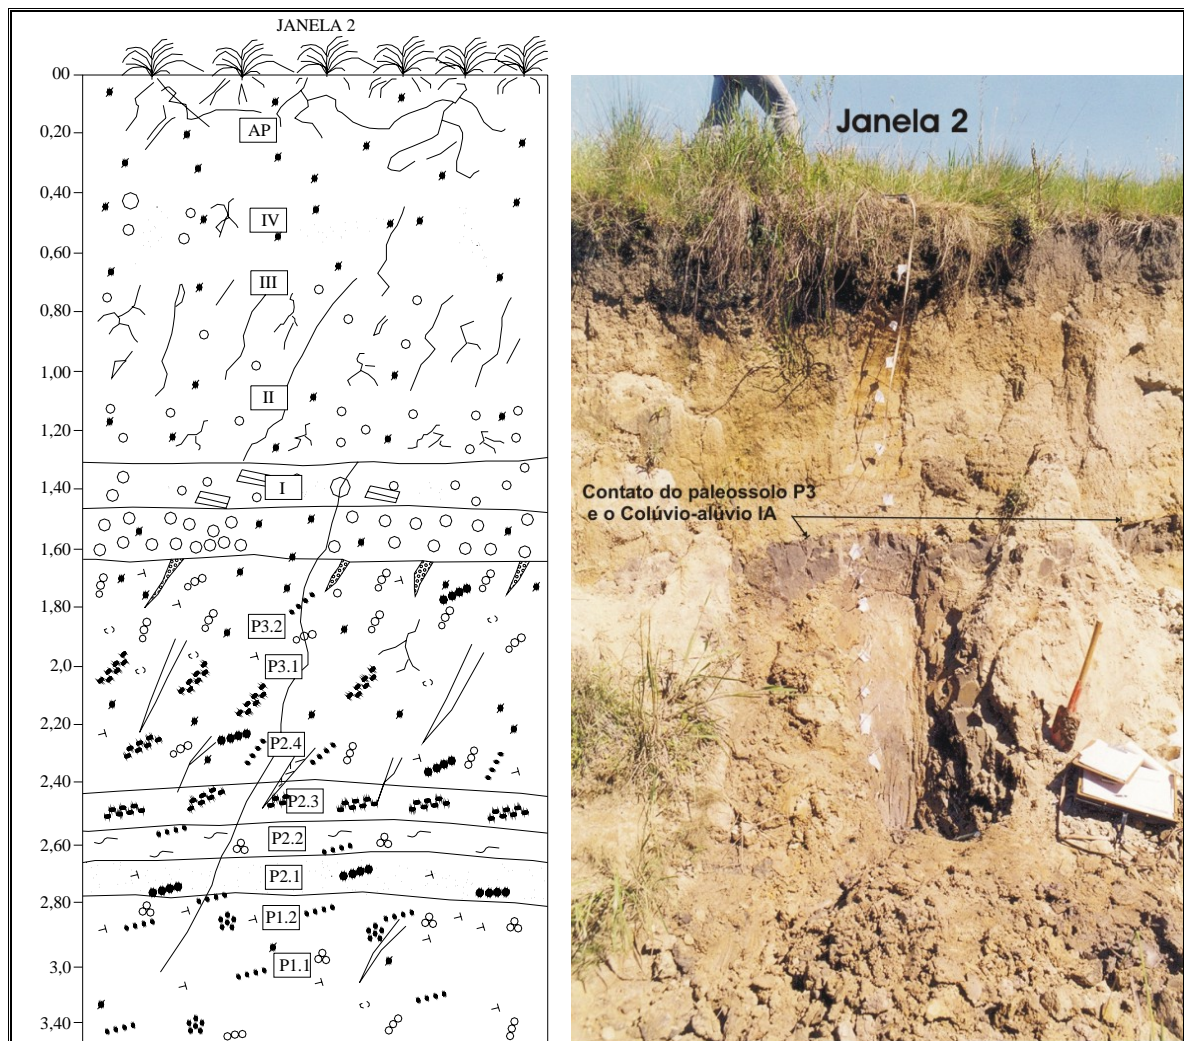 JANELA 2
00
0,20
AP
0,40
IV
0,60
III
0,80
1,00
II
1,20
1,40
I
1,60
1,80
P3.2
2,0
P3.1
2,20
P2.4
2,40
P2.3
2,60
P2.2
P2.1
2,80
P1.2
3,0
P1.1
3,40
Janela 2
Contato do paleossolo P3
e o Colúvio-alúvio IA